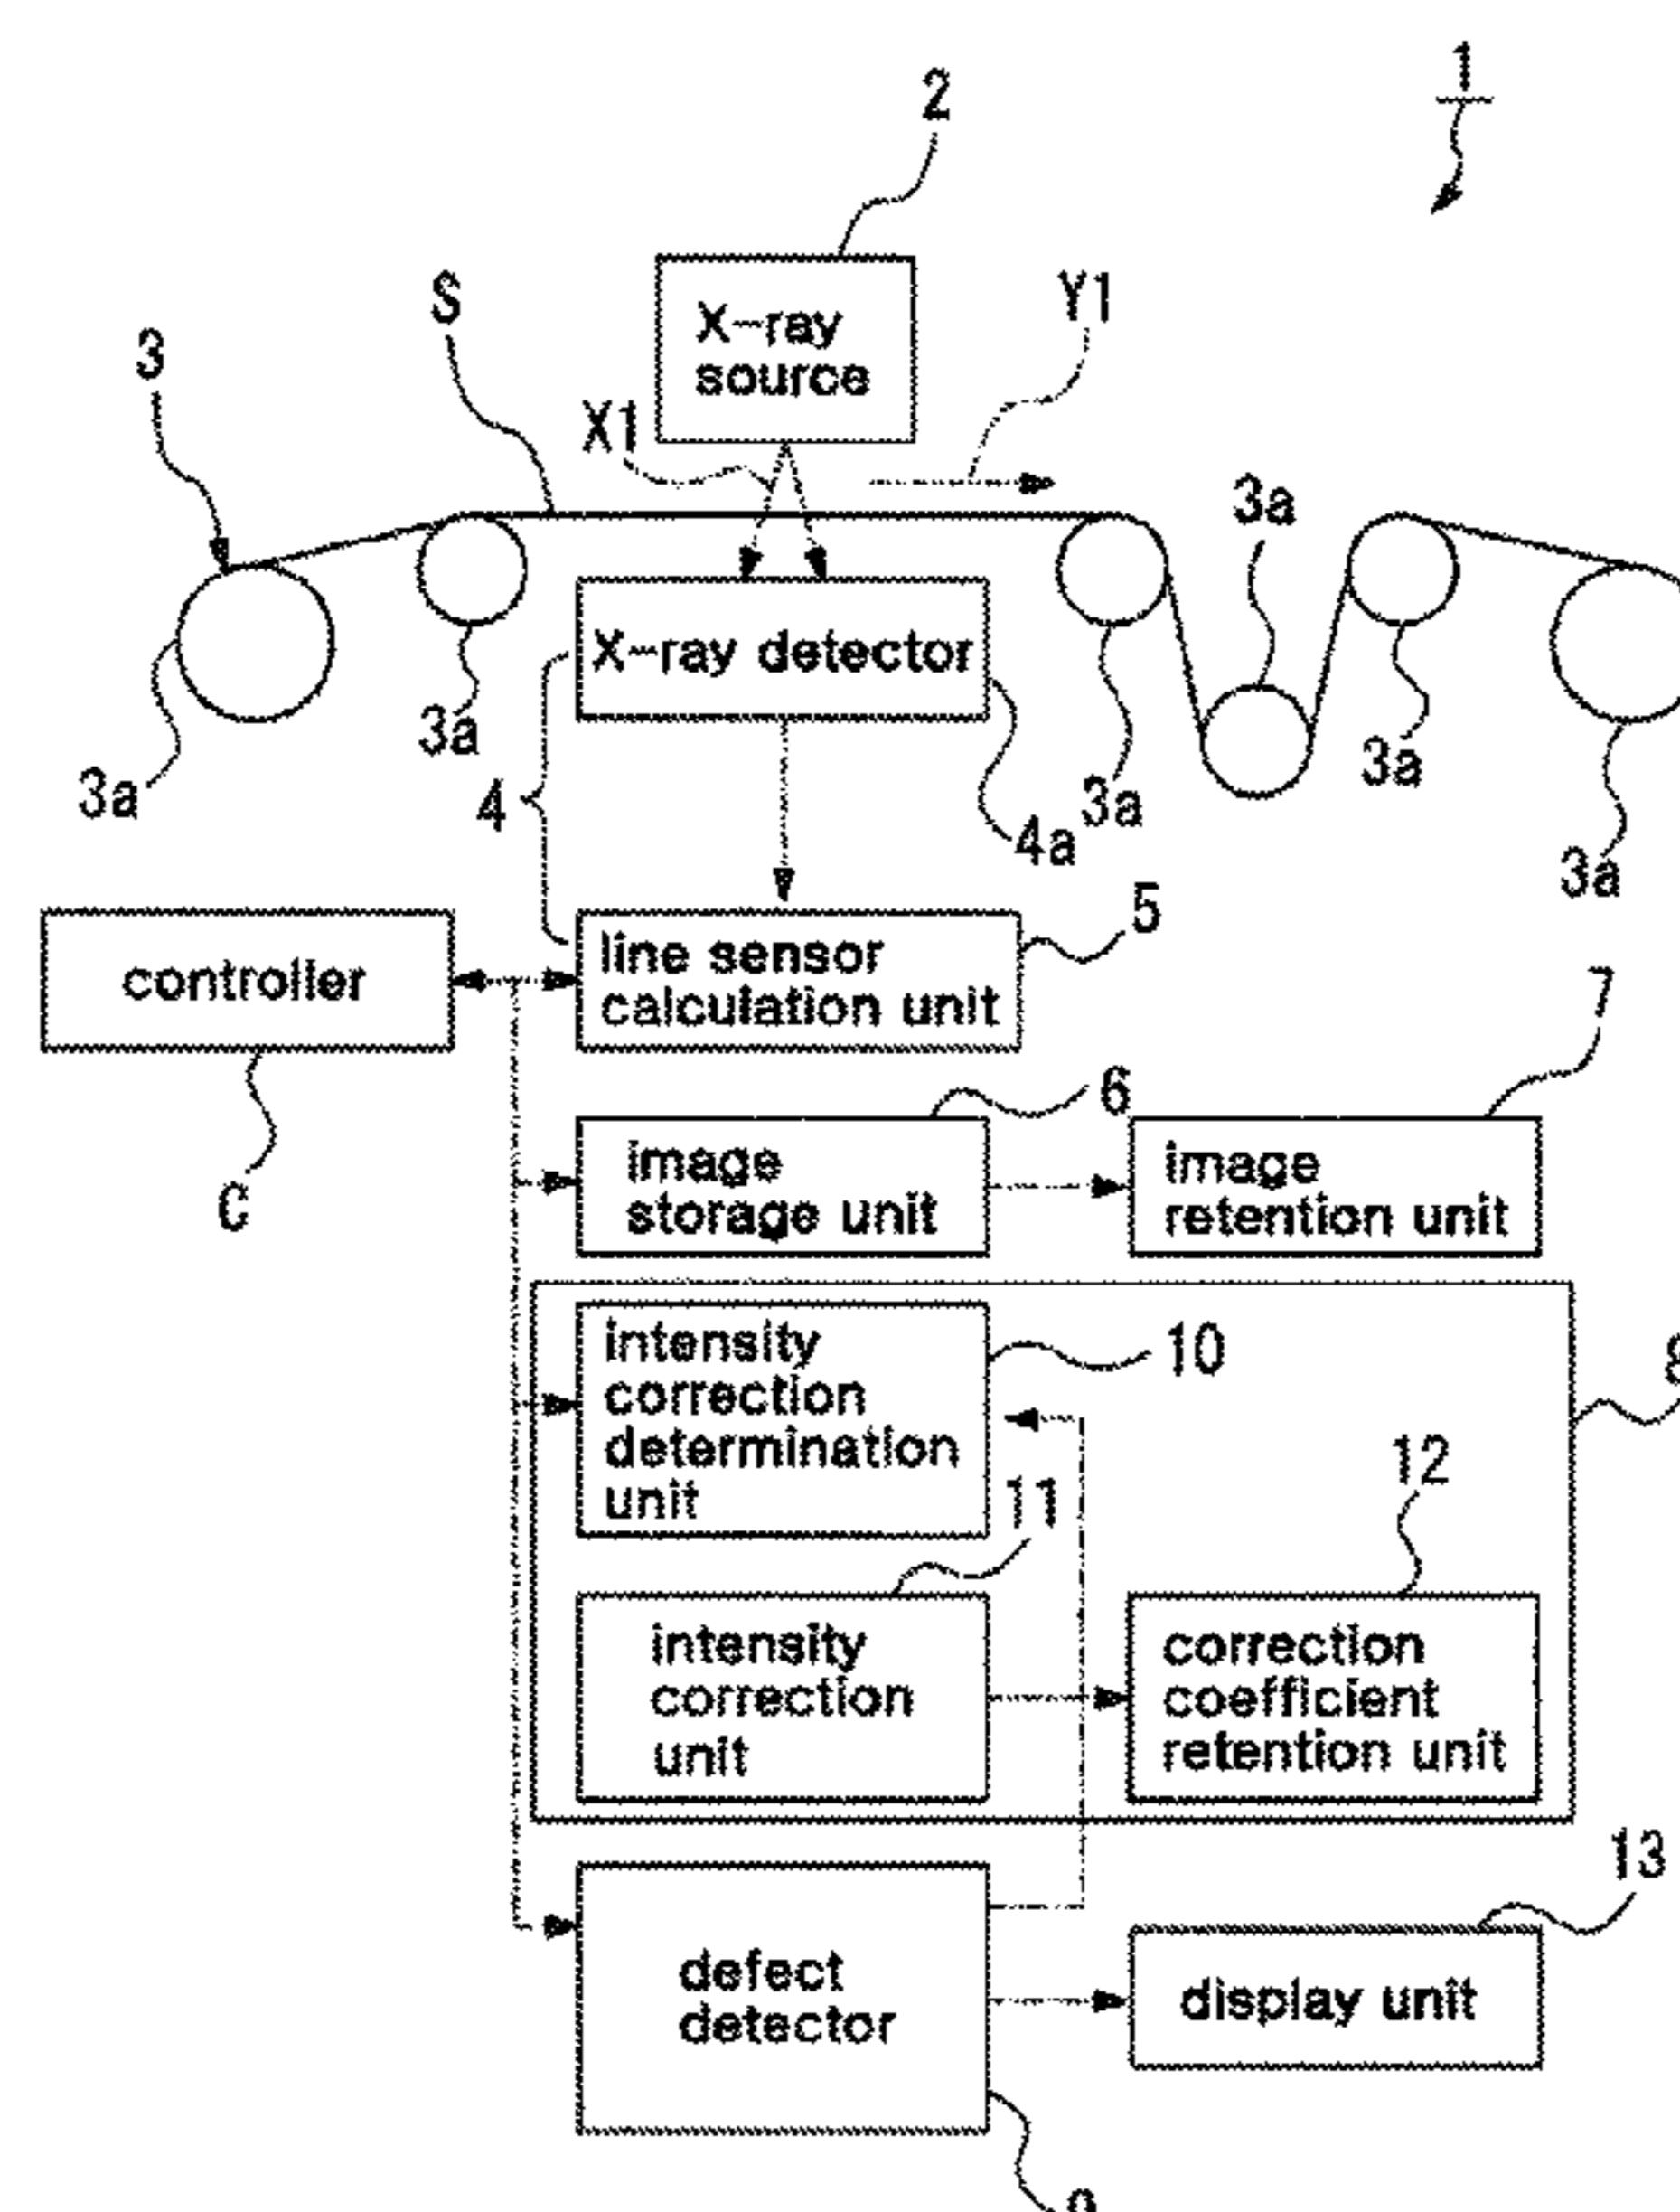 1
2
S
Y1
X-ray
source
3
X1
3a
X-ray detector
3a
3a
3a
3a
4
3a
4a
3a
5
line sensor
calculation unit
controller
7
6
C
image
storage unit
image
retention unit
intensity
correction
determination
unit
10
8
12
11
intensity
correction
unit
correction
coefficient
retention unit
13
defect
detector
display unit